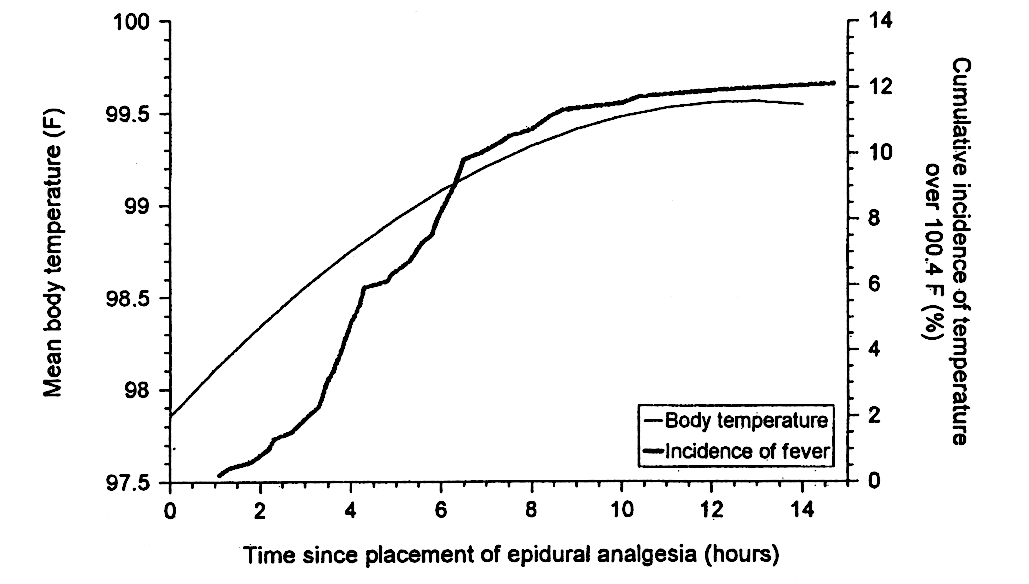 100
99.5
99
98.5
98
97.5
Mean body temperature (F)
14
12
10
8
6
4
2
0
Cumulative incidence of temperature
over 100.4 F (%)
Body temperature
Incidence of fever
0 2 4 6 8 10 12 14
Time since placement of epidural analgesia (hours)